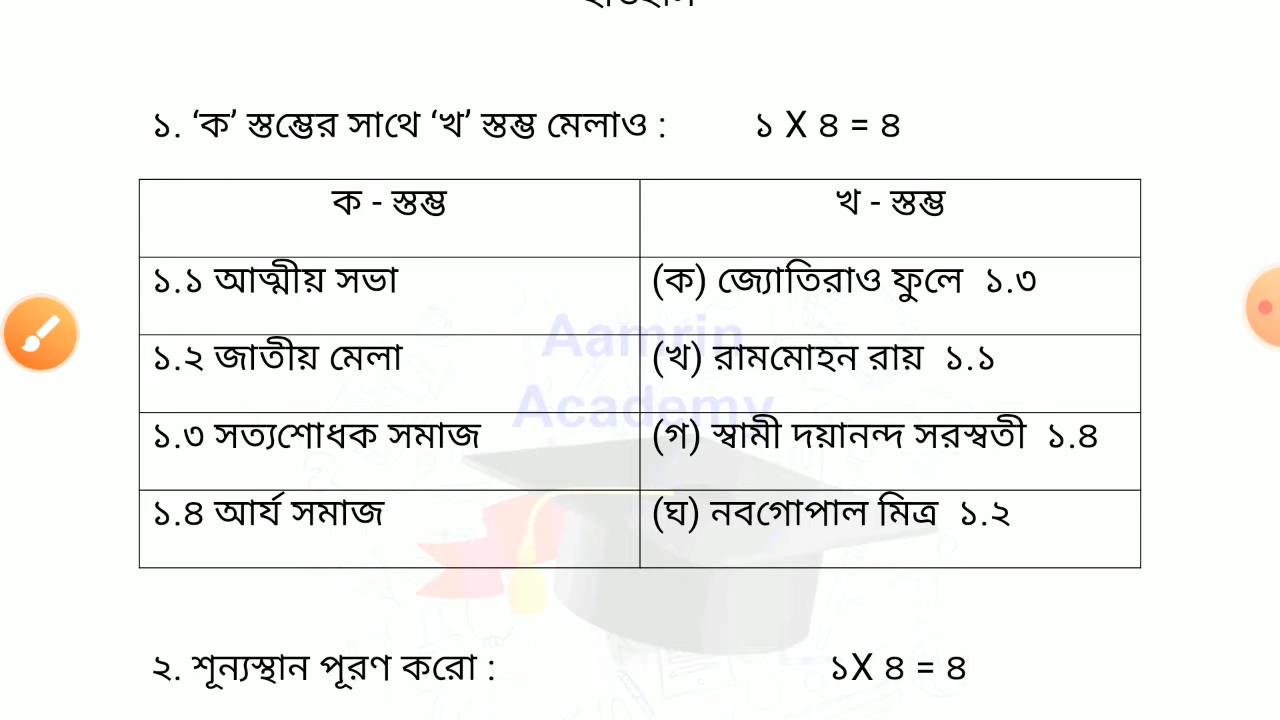 ১. ‘ক’ স্তম্ভের সাথে ‘খ’ স্তম্ভ মেলাও : ১ X ৪ = ৪
ক - স্তম্ভ খ - স্তম্ভ
১.১ আত্মীয় সভা (ক) জ্যোতিরাও ফুলে ১.৩
১.২ জাতীয় মেলা (খ) রামমোহন রায় ১.১
১.৩ সত্যশোধক সমাজ (গ) স্বামী দয়ানন্দ সরস্বতী ১.৪
১.৪ আর্য সমাজ (ঘ) নবগোপাল মিত্র ১.২
Aamrin
Academy
২. শূন্যস্থান পূরণ করো : ১X ৪ = ৪